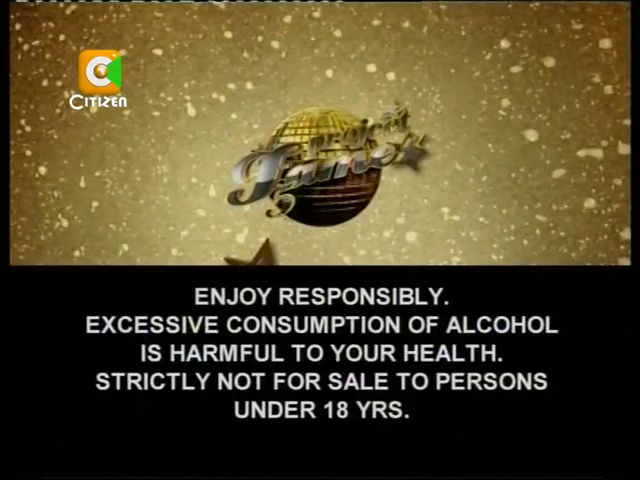 CITIZEN
project
Fame
5
ENJOY RESPONSIBLY.
EXCESSIVE CONSUMPTION OF ALCOHOL
IS HARMFUL TO YOUR HEALTH.
STRICTLY NOT FOR SALE TO PERSONS
UNDER 18 YRS.